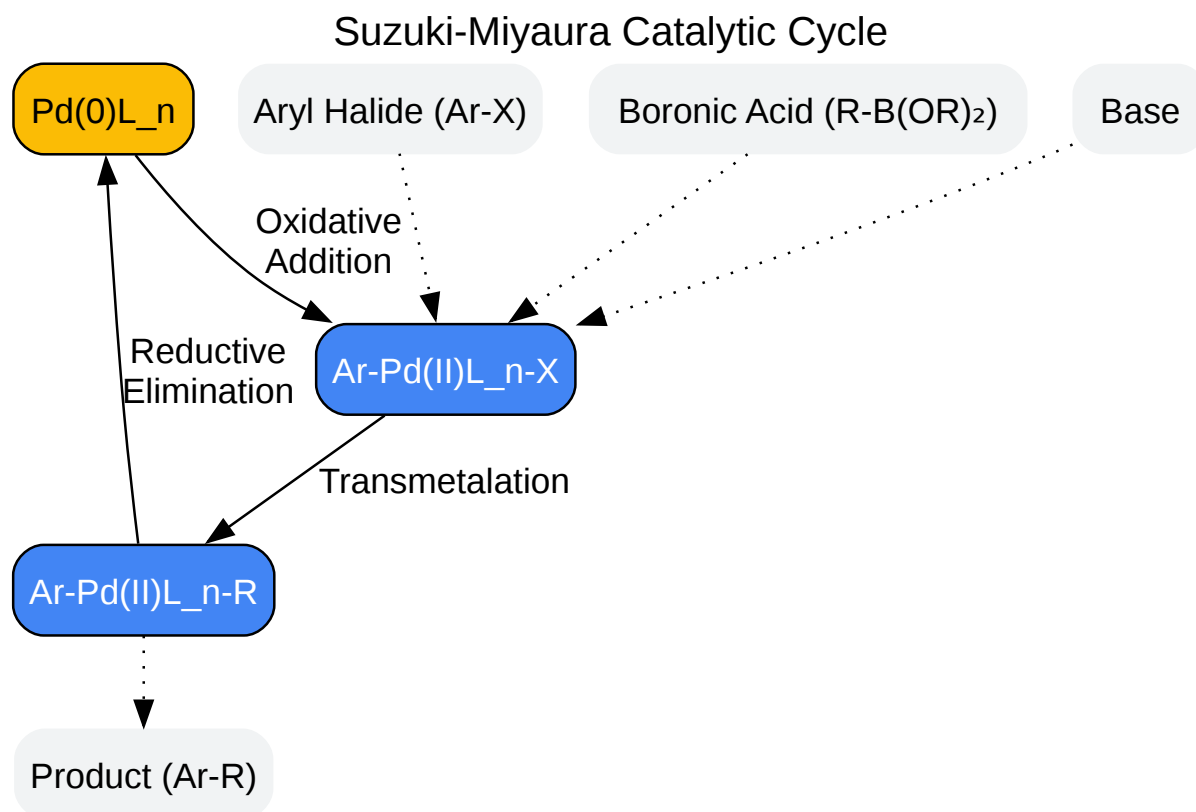 Suzuki-Miyaura Catalytic Cycle
Pd(0)L_n
Aryl Halide (Ar-X)
Boronic Acid (R-B(OR)₂)
Base
Oxidative
Addition
Reductive
Elimination
Ar-Pd(II)L_n-X
Transmetalation
Ar-Pd(II)L_n-R
Product (Ar-R)